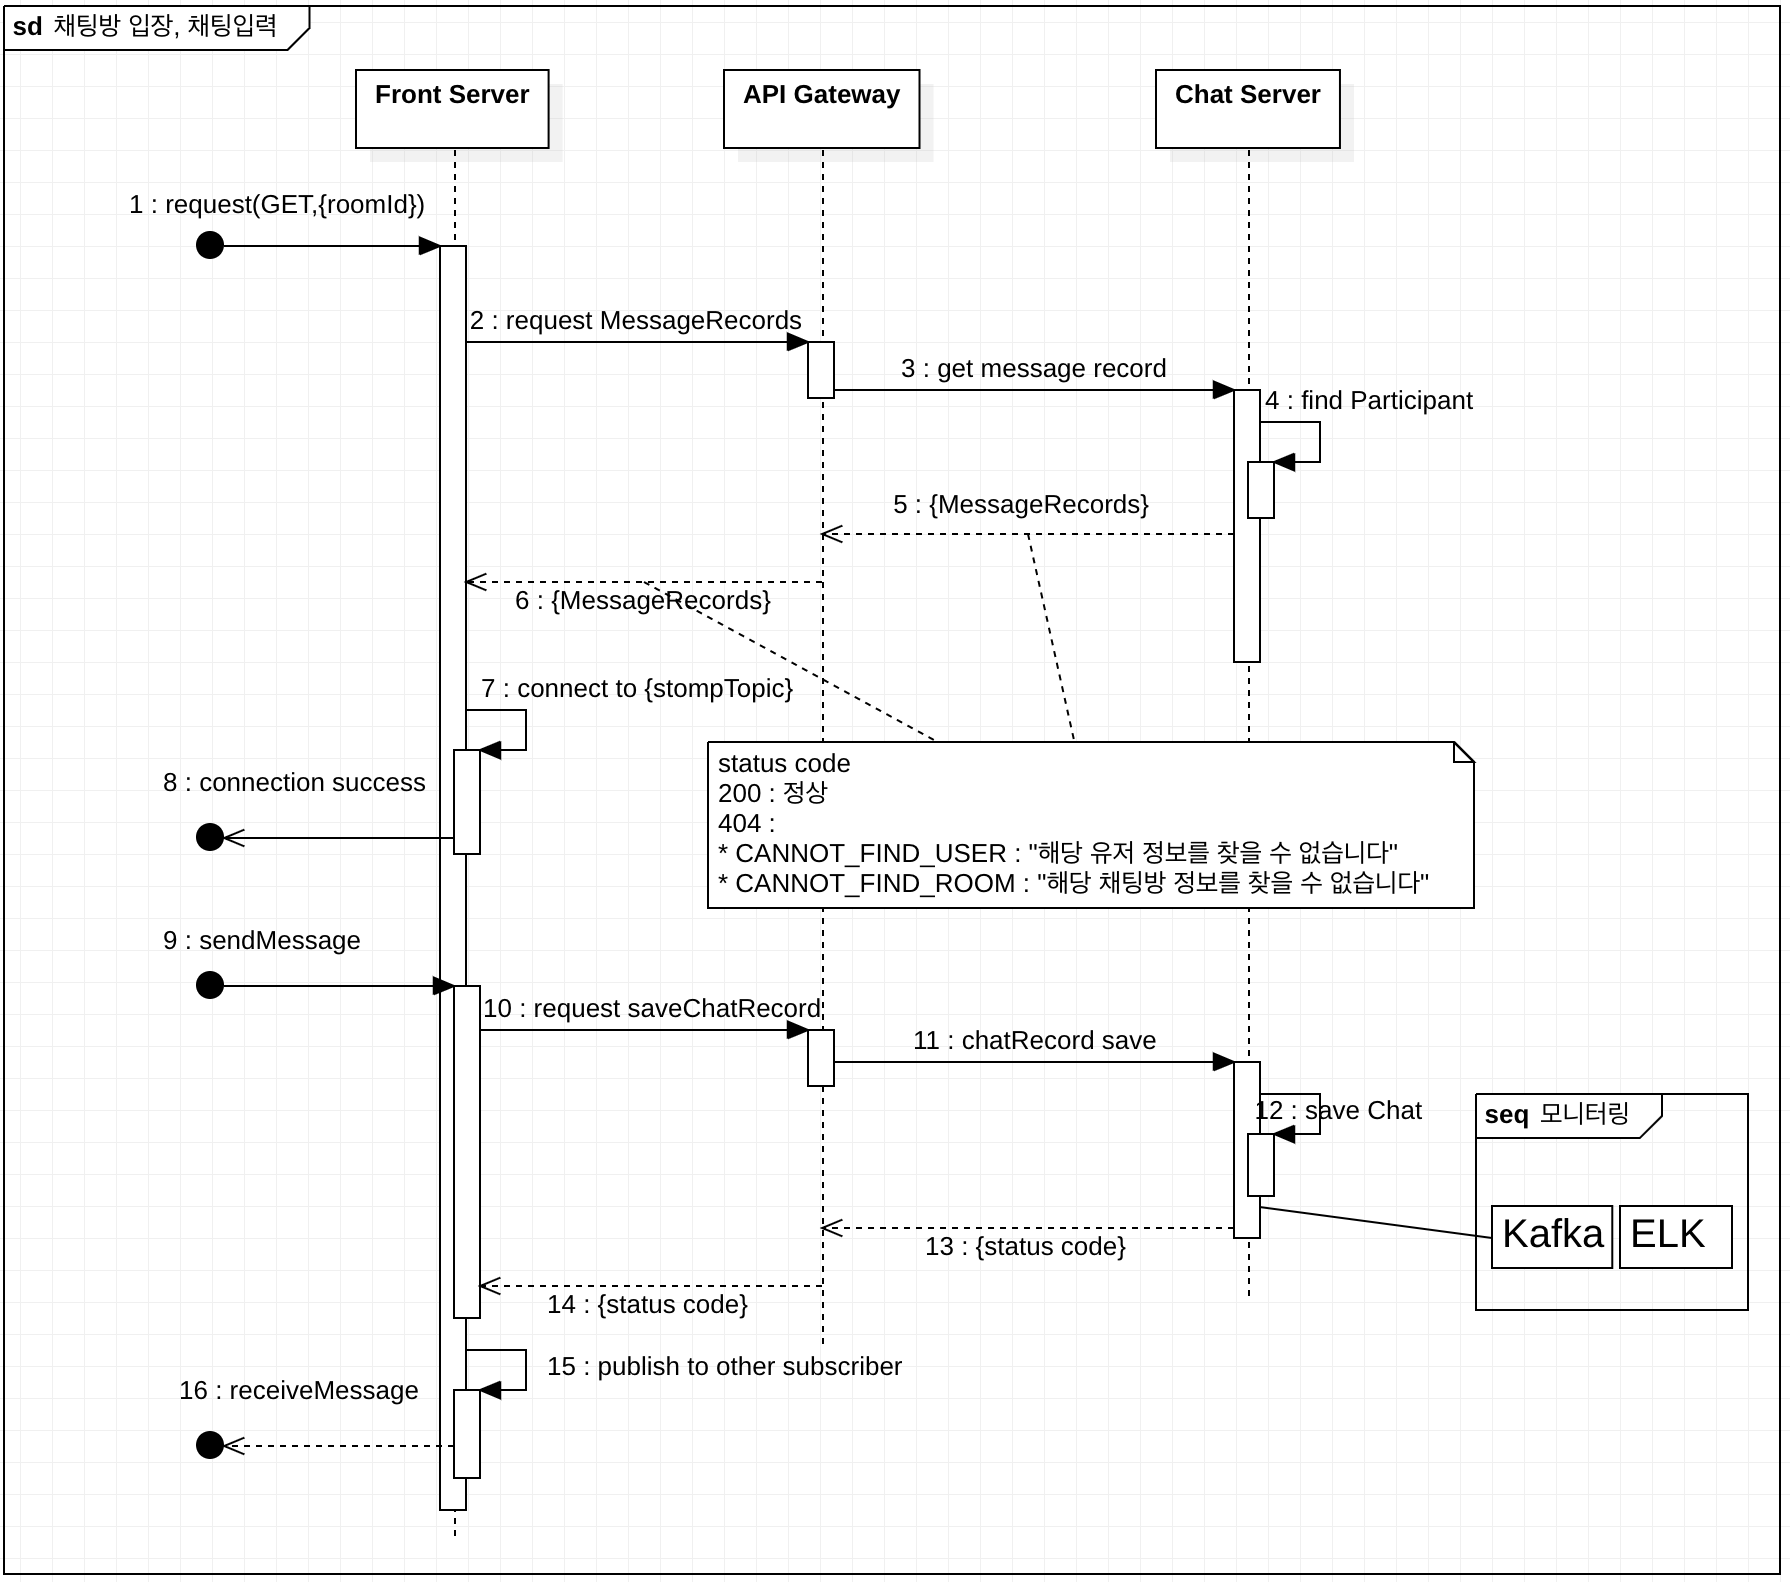 sd 채팅방 입장, 채팅입력
Front Server
API Gateway
Chat Server
1 : request(GET,{roomId})
2 : request MessageRecords
3 : get message record
4 : find Participant
5 : {MessageRecords}
6 : {MessageRecords}
7 : connect to {stompTopic}
status code
200 : 정상
404 :
* CANNOT_FIND_USER : "해당 유저 정보를 찾을 수 없습니다"
* CANNOT_FIND_ROOM : "해당 채팅방 정보를 찾을 수 없습니다"
8 : connection success
9 : sendMessage
10 : request saveChatRecord
11 : chatRecord save
12 : save Chat
seq 모니터링
Kafka
ELK
13 : {status code}
14 : {status code}
15 : publish to other subscriber
16 : receiveMessage